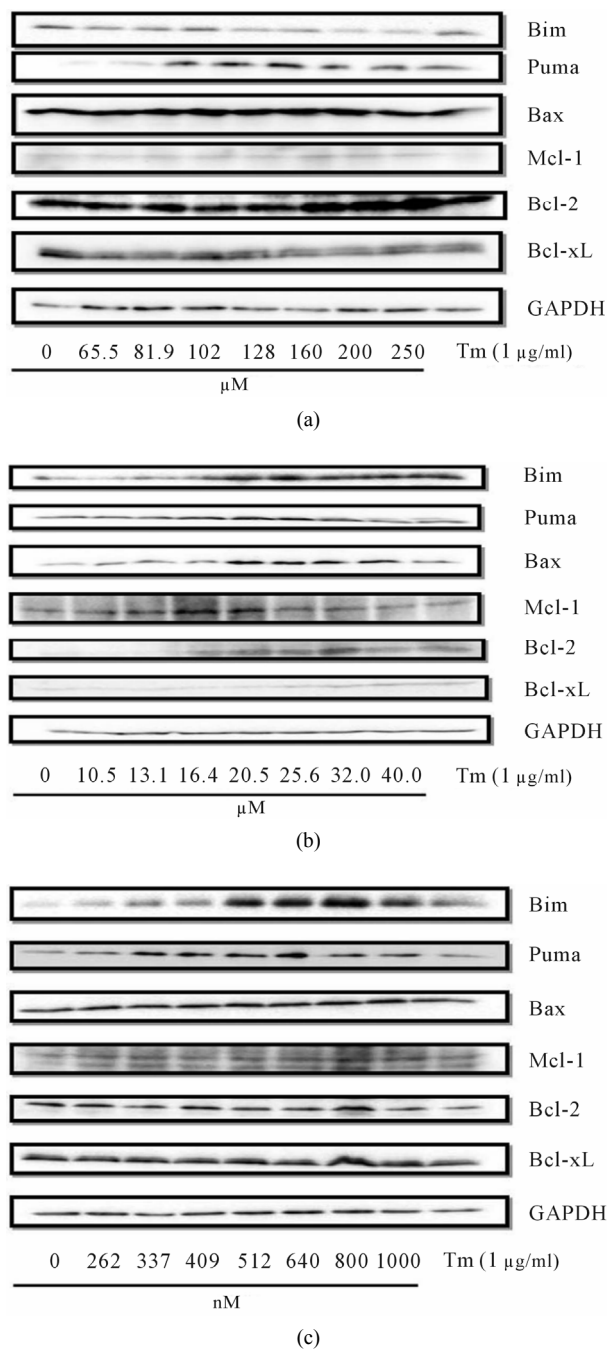 Bim
Puma
Bax
Mcl-1
Bcl-2
Bcl-xL
GAPDH
0 65.5 81.9 102 128 160 200 250 Tm (1 µg/ml)
µM
(a)
Bim
Puma
Bax
Mcl-1
Bcl-2
Bcl-xL
GAPDH
0 10.5 13.1 16.4 20.5 25.6 32.0 40.0 Tm (1 µg/ml)
µM
(b)
Bim
Puma
Bax
Mcl-1
Bcl-2
Bcl-xL
GAPDH
0 262 337 409 512 640 800 1000 Tm (1 µg/ml)
nM
(c)